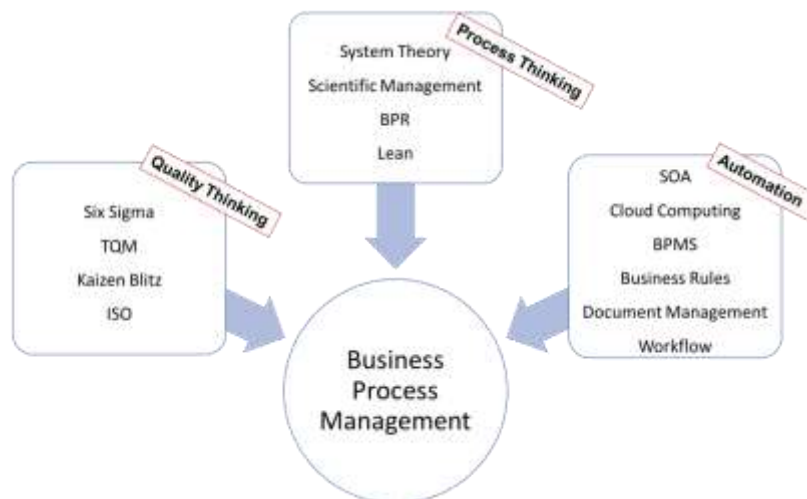 Process Thinking
System Theory
Scientific Management
BPR
Lean
Quality Thinking
Six Sigma
TQM
Kaizen Blitz
ISO
Automation
SOA
Cloud Computing
BPMS
Business Rules
Document Management
Workflow
Business
Process
Management